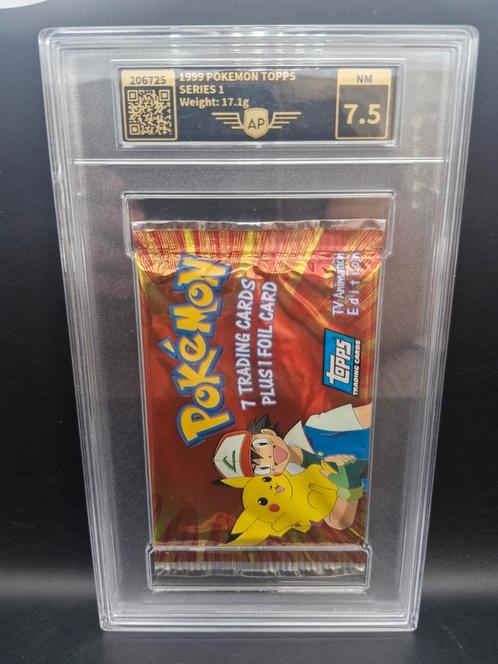 206725
1999 POKEMON TOPPS
SERIES 1
Weight: 17.1g
AP
NM
7.5
POKéMON
7 TRADING CARDS
PLUS 1 FOIL CARD
TV Animation
Edition
topps
TRADING CARDS